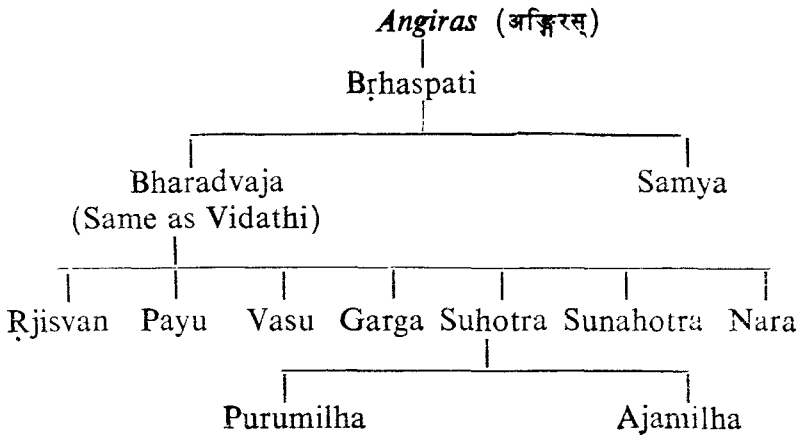 Angiras (अङ्गिरस्)
Bṛhaspati
Bharadvaja Samya
(Same as Vidathi)
Ṛjisvan Payu Vasu Garga Suhotra Sunahotra Nara
Purumilha Ajamilha